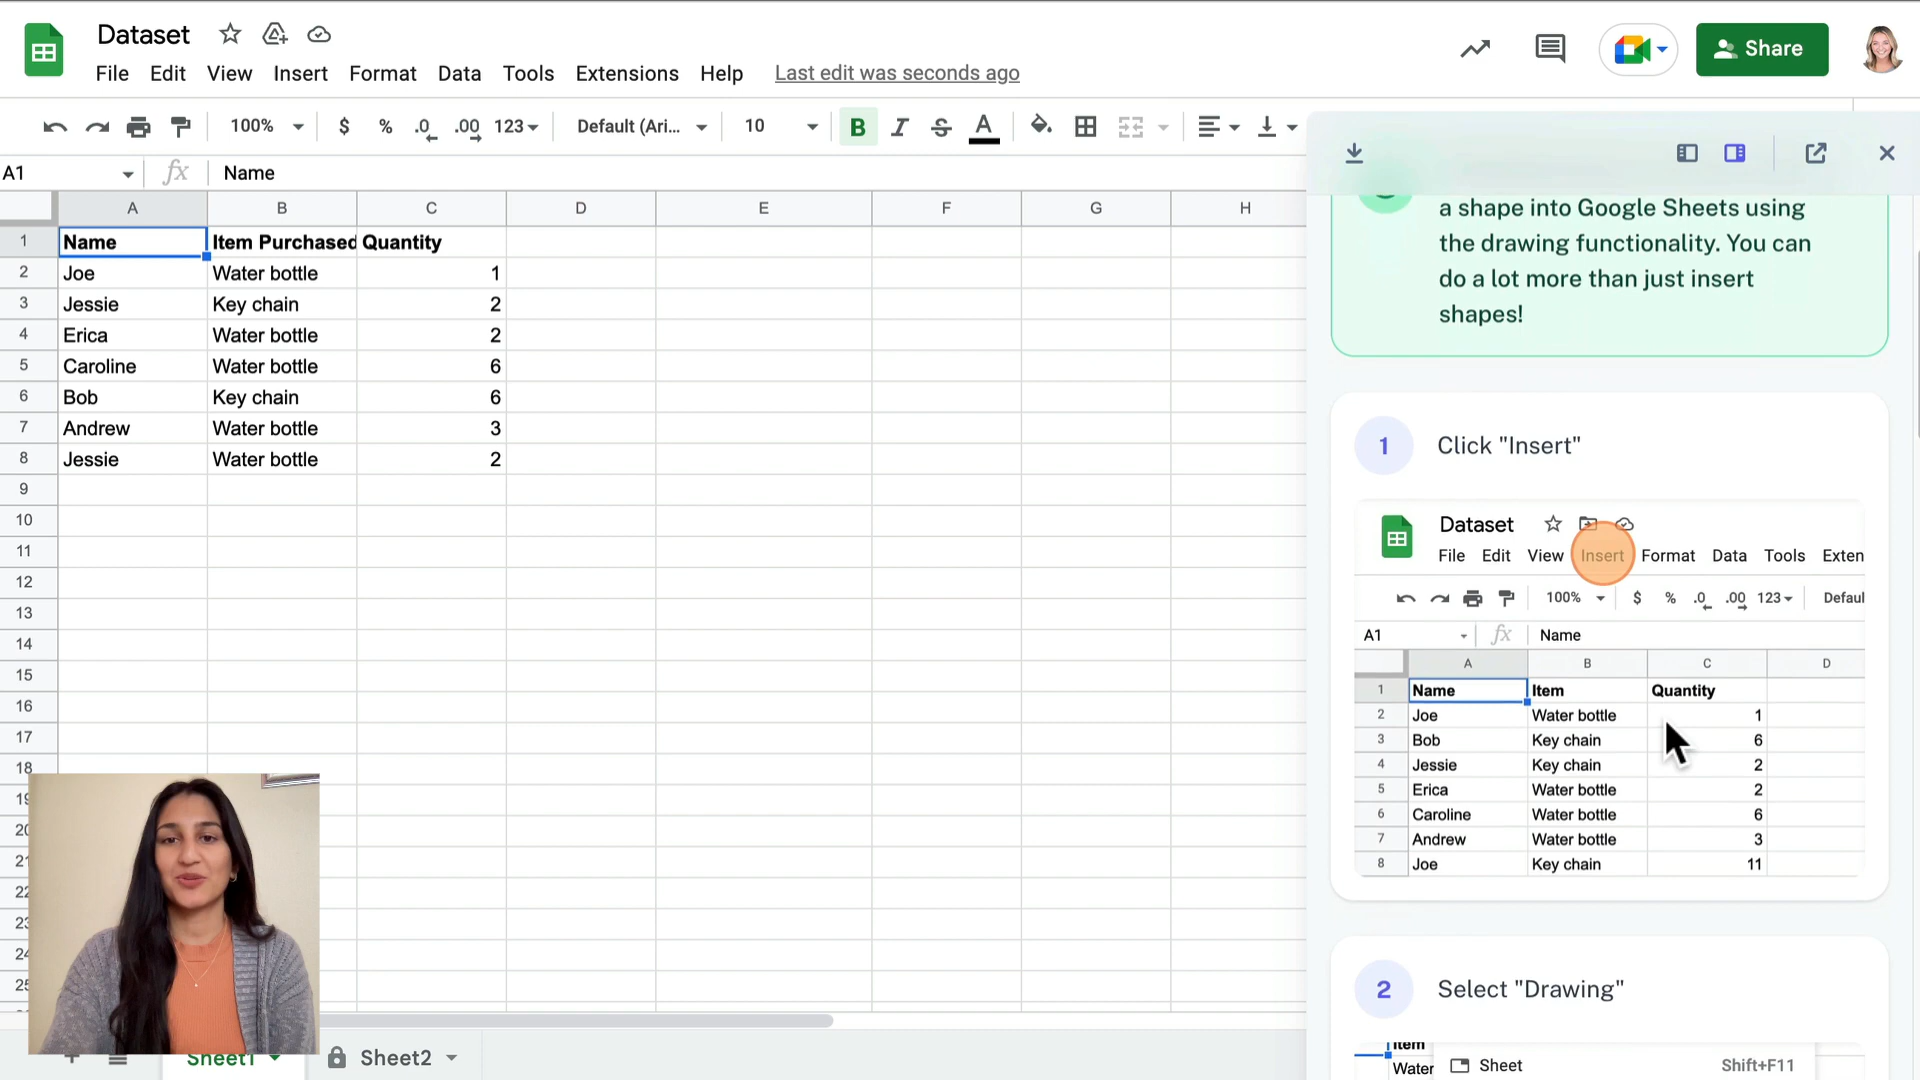 Dataset
File Edit View Insert Format Data Tools Extensions Help Last edit was seconds ago
Share
100% $ % .0 .00 123 Default (Ari... 10 B I S A
A1 fx Name
A B C D E F G H
1 Name Item Purchased Quantity
2 Joe Water bottle 1
3 Jessie Key chain 2
4 Erica Water bottle 2
5 Caroline Water bottle 6
6 Bob Key chain 6
7 Andrew Water bottle 3
8 Jessie Water bottle 2
9
10
11
12
13
14
15
16
17
18
Sheet1 Sheet2
a shape into Google Sheets using
the drawing functionality. You can
do a lot more than just insert
shapes!
1 Click "Insert"
Dataset
File Edit View Insert Format Data Tools Exten
100% $ % .0 .00 123 Defaul
A1 fx Name
A B C D
1 Name Item Quantity
2 Joe Water bottle 1
3 Bob Key chain 6
4 Jessie Key chain 2
5 Erica Water bottle 2
6 Caroline Water bottle 6
7 Andrew Water bottle 3
8 Joe Key chain 11
2 Select "Drawing"
Item
Water Sheet Shift+F11